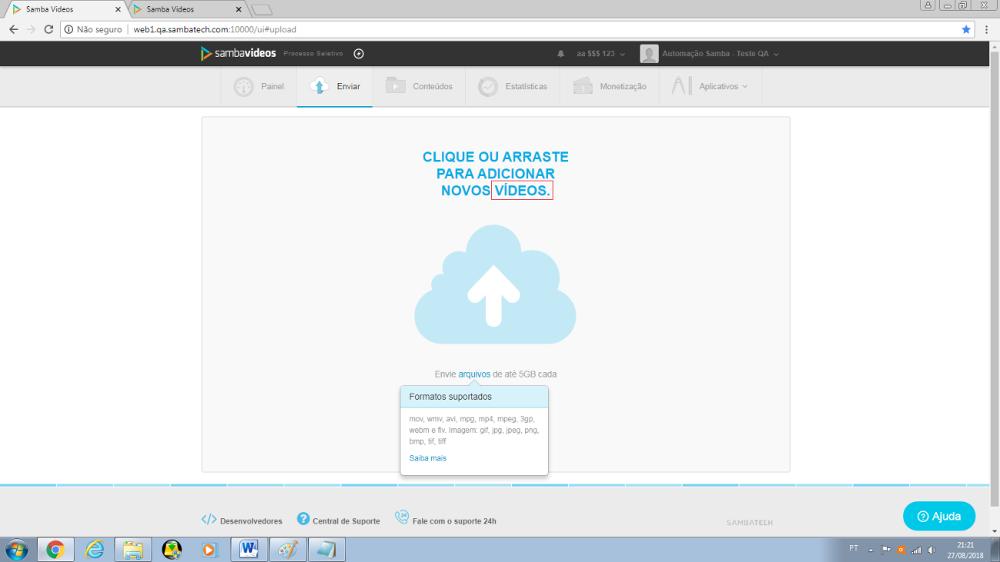 Samba Videos
Samba Videos
Não seguro web1.qa.sambatech.com:10000/ui#upload
sambavideos Processo Seletivo aa $$$ 123 Automação Samba - Teste QA
Painel Enviar Conteúdos Estatísticas Monetização Aplicativos
CLIQUE OU ARRASTE
PARA ADICIONAR
NOVOS VÍDEOS.
Envie arquivos de até 5GB cada
Formatos suportados
mov, wmv, avi, mpg, mp4, mpeg, 3gp,
webm e flv. Imagem: gif, jpg, jpeg, png,
bmp, tif, tiff
Saiba mais
Desenvolvedores Central de Suporte 24 Fale com o suporte 24h SAMBATECH
Ajuda
PT 21:21
27/08/2018